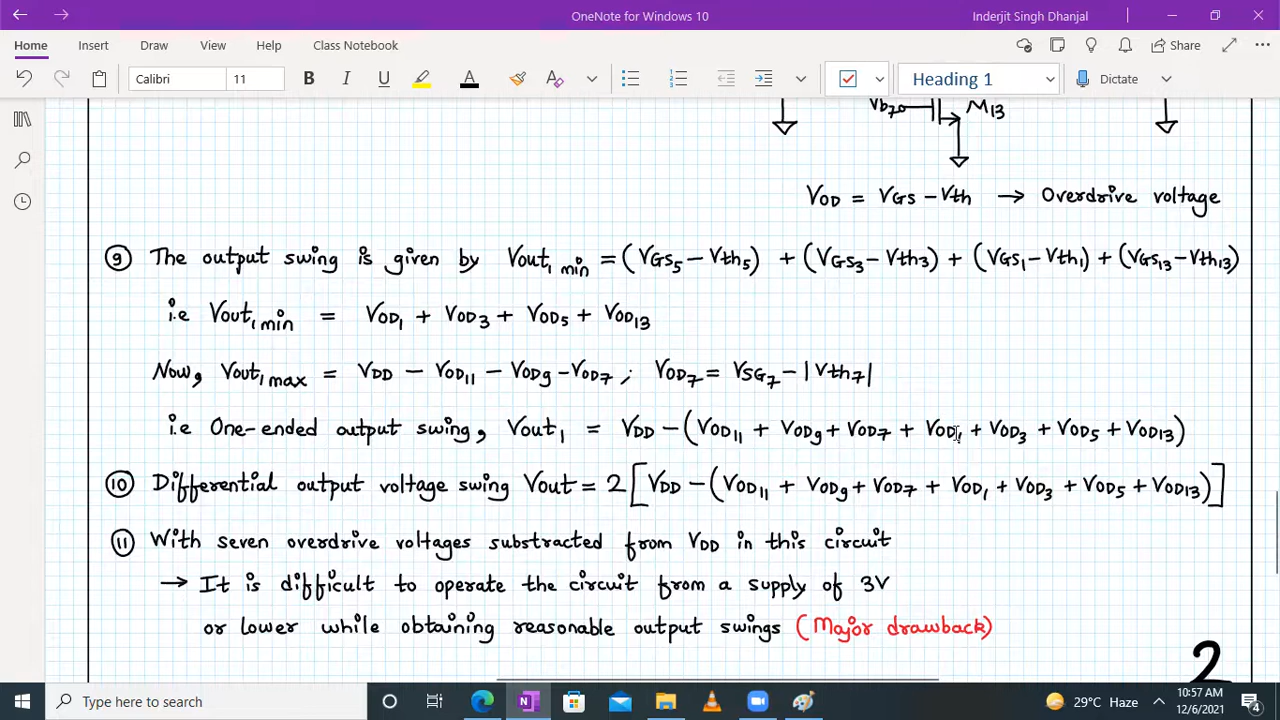 OneNote for Windows 10
Inderjit Singh Dhanjal
Home Insert Draw View Help Class Notebook
Share
Calibri 11 B I U A Heading 1 Dictate
Vb7 M13
VOD = VGS - Vth → Overdrive voltage
⑨ The output swing is given by Vout1 min = (VGS5 - Vth5) + (VGS3 - Vth3) + (VGS1 - Vth1) + (VGS13 - Vth13)
i.e Vout1 min = VOD1 + VOD3 + VOD5 + VOD13
Now, Vout1 max = VDD - VOD11 - VOD9 - VOD7 ; VOD7 = VSG7 - |Vth7|
i.e One-ended output swing, Vout1 = VDD - (VOD11 + VOD9 + VOD7 + VOD1 + VOD3 + VOD5 + VOD13)
⑩ Differential output voltage swing Vout = 2[VDD - (VOD11 + VOD9 + VOD7 + VOD1 + VOD3 + VOD5 + VOD13)]
⑪ With seven overdrive voltages substracted from VDD in this circuit
→ It is difficult to operate the circuit from a supply of 3V
or lower while obtaining reasonable output swings (Major drawback)
2
Type here to search
29°C Haze
10:57 AM
12/6/2021
4